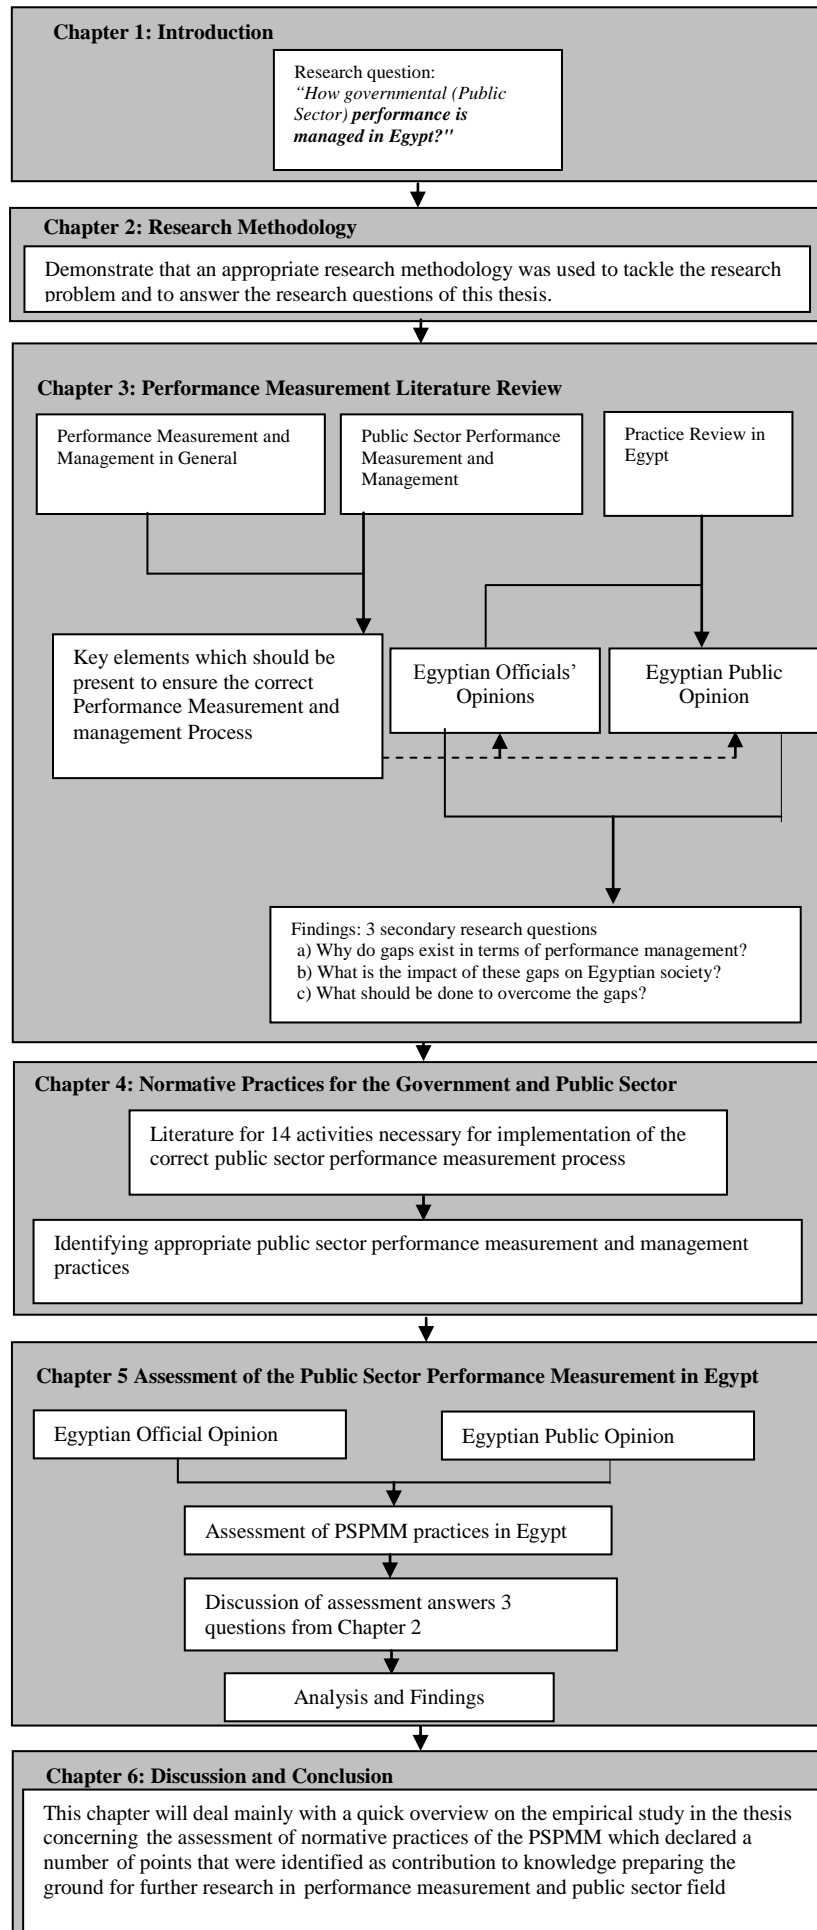 Chapter 1: Introduction
Research question:
“How governmental (Public
Sector) performance is
managed in Egypt?"
Chapter 2: Research Methodology
Demonstrate that an appropriate research methodology was used to tackle the research
problem and to answer the research questions of this thesis.
Chapter 3: Performance Measurement Literature Review
Performance Measurement and
Management in General
Public Sector Performance
Measurement and
Management
Practice Review in
Egypt
Key elements which should be
present to ensure the correct
Performance Measurement and
management Process
Egyptian Officials’
Opinions
Egyptian Public
Opinion
Findings: 3 secondary research questions
a) Why do gaps exist in terms of performance management?
b) What is the impact of these gaps on Egyptian society?
c) What should be done to overcome the gaps?
Chapter 4: Normative Practices for the Government and Public Sector
Literature for 14 activities necessary for implementation of the
correct public sector performance measurement process
Identifying appropriate public sector performance measurement and management
practices
Chapter 5 Assessment of the Public Sector Performance Measurement in Egypt
Egyptian Official Opinion
Egyptian Public Opinion
Assessment of PSPMM practices in Egypt
Discussion of assessment answers 3
questions from Chapter 2
Analysis and Findings
Chapter 6: Discussion and Conclusion
This chapter will deal mainly with a quick overview on the empirical study in the thesis
concerning the assessment of normative practices of the PSPMM which declared a
number of points that were identified as contribution to knowledge preparing the
ground for further research in performance measurement and public sector field